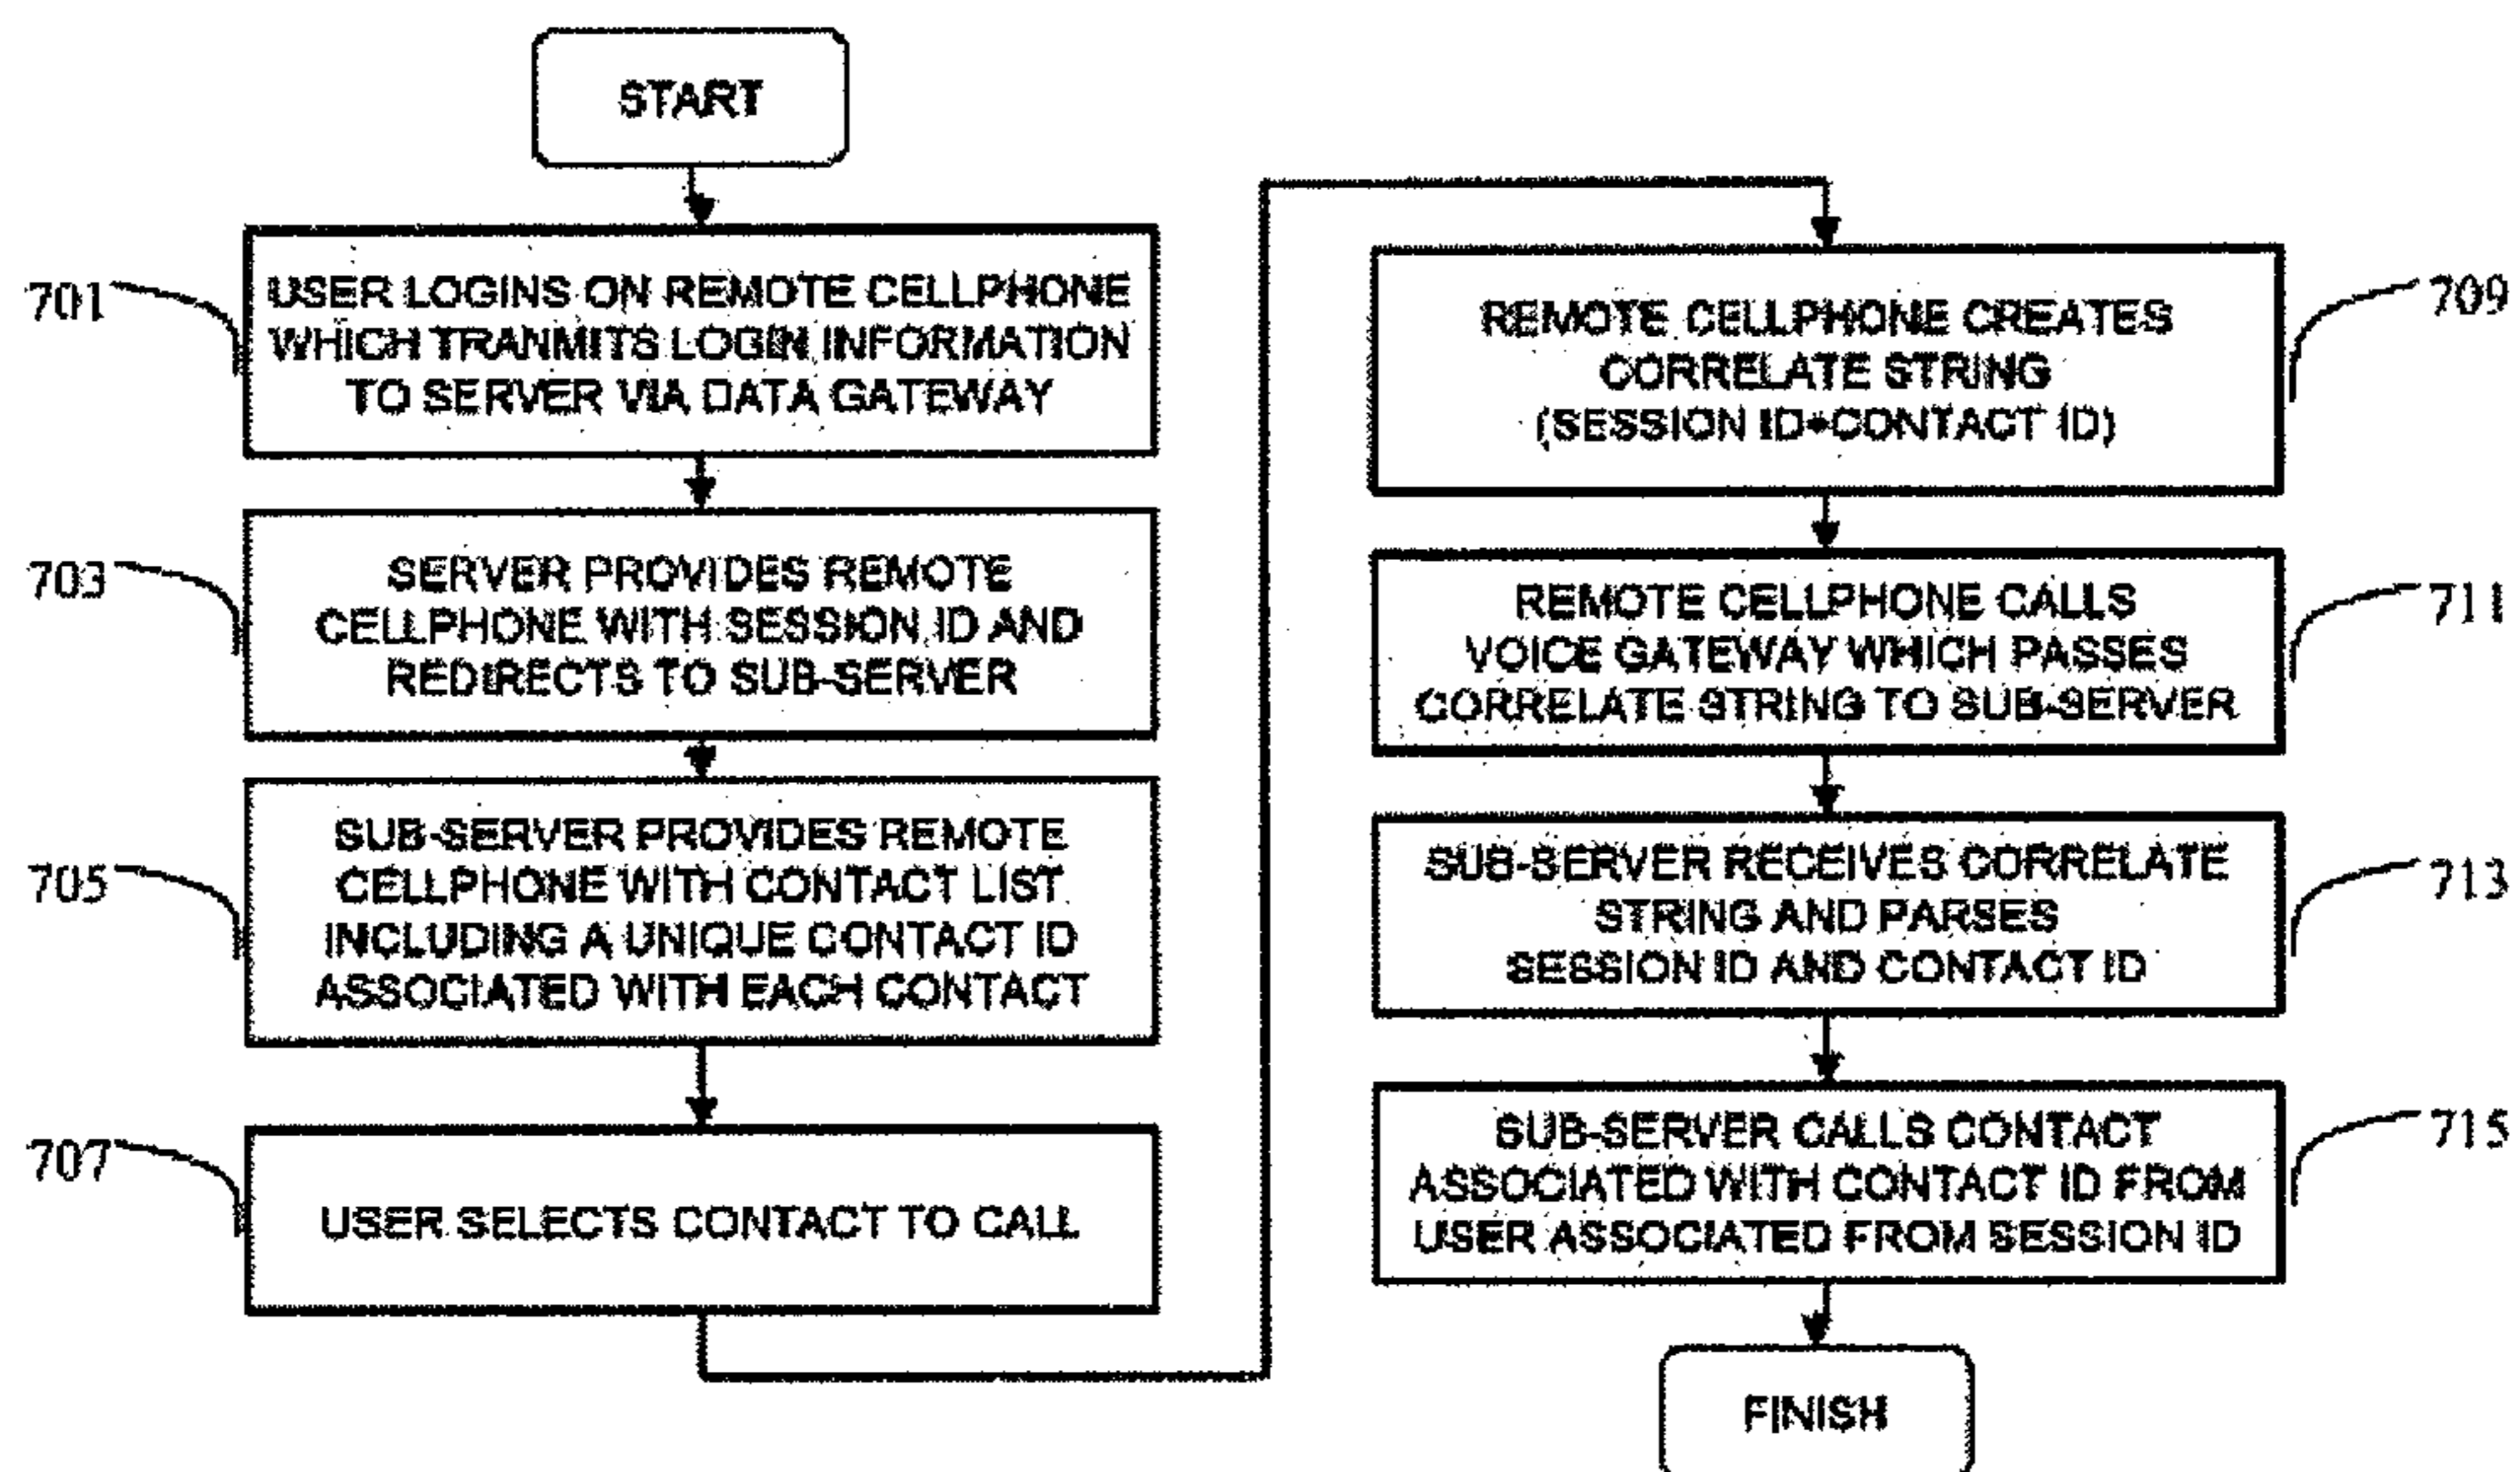 START
701
USER LOGINS ON REMOTE CELLPHONE
WHICH TRANMITS LOGIN INFORMATION
TO SERVER VIA DATA GATEWAY
703
SERVER PROVIDES REMOTE
CELLPHONE WITH SESSION ID AND
REDIRECTS TO SUB-SERVER
705
SUB-SERVER PROVIDES REMOTE
CELLPHONE WITH CONTACT LIST
INCLUDING A UNIQUE CONTACT ID
ASSOCIATED WITH EACH CONTACT
707
USER SELECTS CONTACT TO CALL
709
REMOTE CELLPHONE CREATES
CORRELATE STRING
(SESSION ID+CONTACT ID)
711
REMOTE CELLPHONE CALLS
VOICE GATEWAY WHICH PASSES
CORRELATE STRING TO SUB-SERVER
713
SUB-SERVER RECEIVES CORRELATE
STRING AND PARSES
SESSION ID AND CONTACT ID
715
SUB-SERVER CALLS CONTACT
ASSOCIATED WITH CONTACT ID FROM
USER ASSOCIATED FROM SESSION ID
FINISH